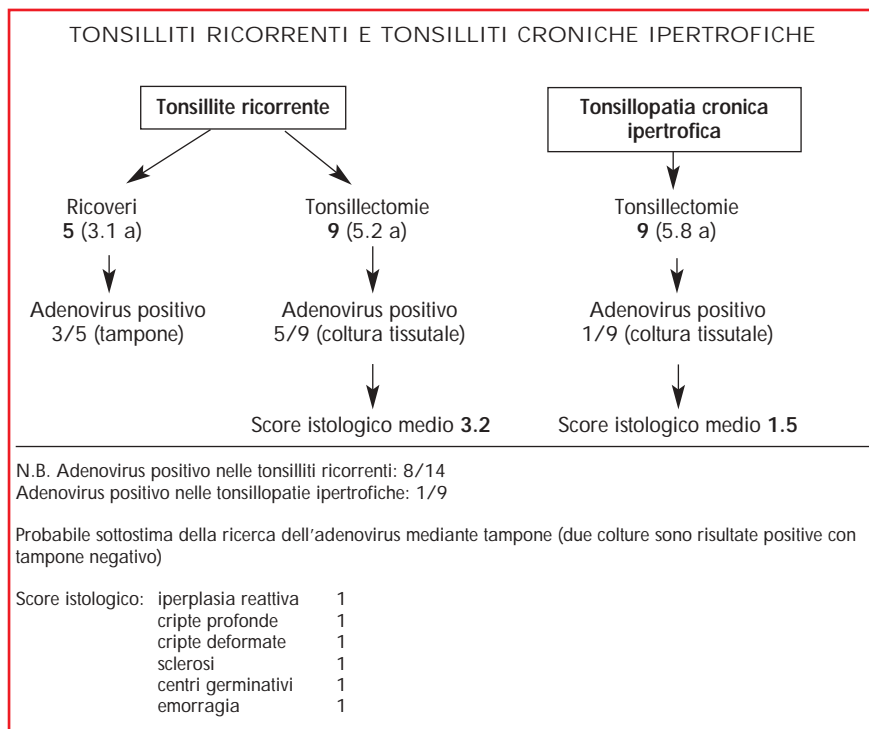 TONSILLITI RICORRENTI E TONSILLITI CRONICHE IPERTROFICHE
Tonsillite ricorrente
Tonsillopatia cronica
ipertrofica
Ricoveri
5 (3.1 a)
Tonsillectomie
9 (5.2 a)
Tonsillectomie
9 (5.8 a)
Adenovirus positivo
3/5 (tampone)
Adenovirus positivo
5/9 (coltura tissutale)
Adenovirus positivo
1/9 (coltura tissutale)
Score istologico medio 3.2
Score istologico medio 1.5
N.B. Adenovirus positivo nelle tonsilliti ricorrenti: 8/14
Adenovirus positivo nelle tonsillopatie ipertrofiche: 1/9
Probabile sottostima della ricerca dell'adenovirus mediante tampone (due colture sono risultate positive con
tampone negativo)
Score istologico: iperplasia reattiva 1
cripte profonde 1
cripte deformate 1
sclerosi 1
centri germinativi 1
emorragia 1